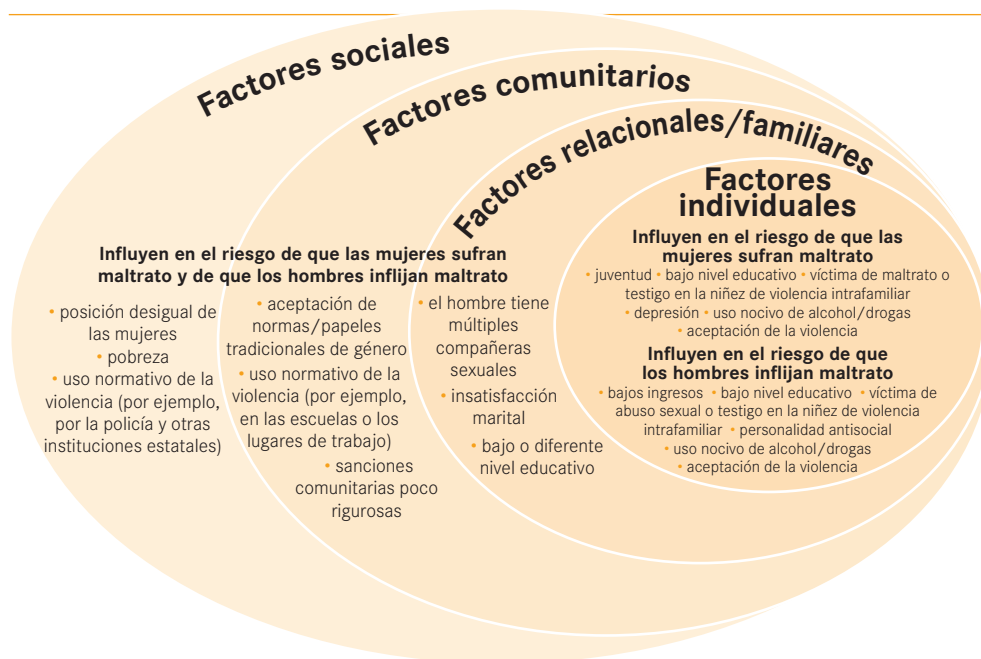 Factores sociales
Factores comunitarios
Factores relacionales/familiares
Factores
individuales
Influyen en el riesgo de que las mujeres sufran
maltrato y de que los hombres inflijan maltrato
• posición desigual de
las mujeres
• pobreza
• uso normativo de la
violencia (por ejemplo,
por la policía y otras
instituciones estatales)
• aceptación de
normas/papeles
tradicionales de género
• uso normativo de la
violencia (por ejemplo,
en las escuelas o los
lugares de trabajo)
• sanciones
comunitarias poco
rigurosas
• el hombre tiene
múltiples
compañeras
sexuales
• insatisfacción
marital
• bajo o diferente
nivel educativo
Influyen en el riesgo de que las
mujeres sufran maltrato
• juventud • bajo nivel educativo • víctima de maltrato o
testigo en la niñez de violencia intrafamiliar
• depresión • uso nocivo de alcohol/drogas
• aceptación de la violencia
Influyen en el riesgo de que
los hombres inflijan maltrato
• bajos ingresos • bajo nivel educativo • víctima de
abuso sexual o testigo en la niñez de violencia
intrafamiliar • personalidad antisocial
• uso nocivo de alcohol/drogas
• aceptación de la violencia